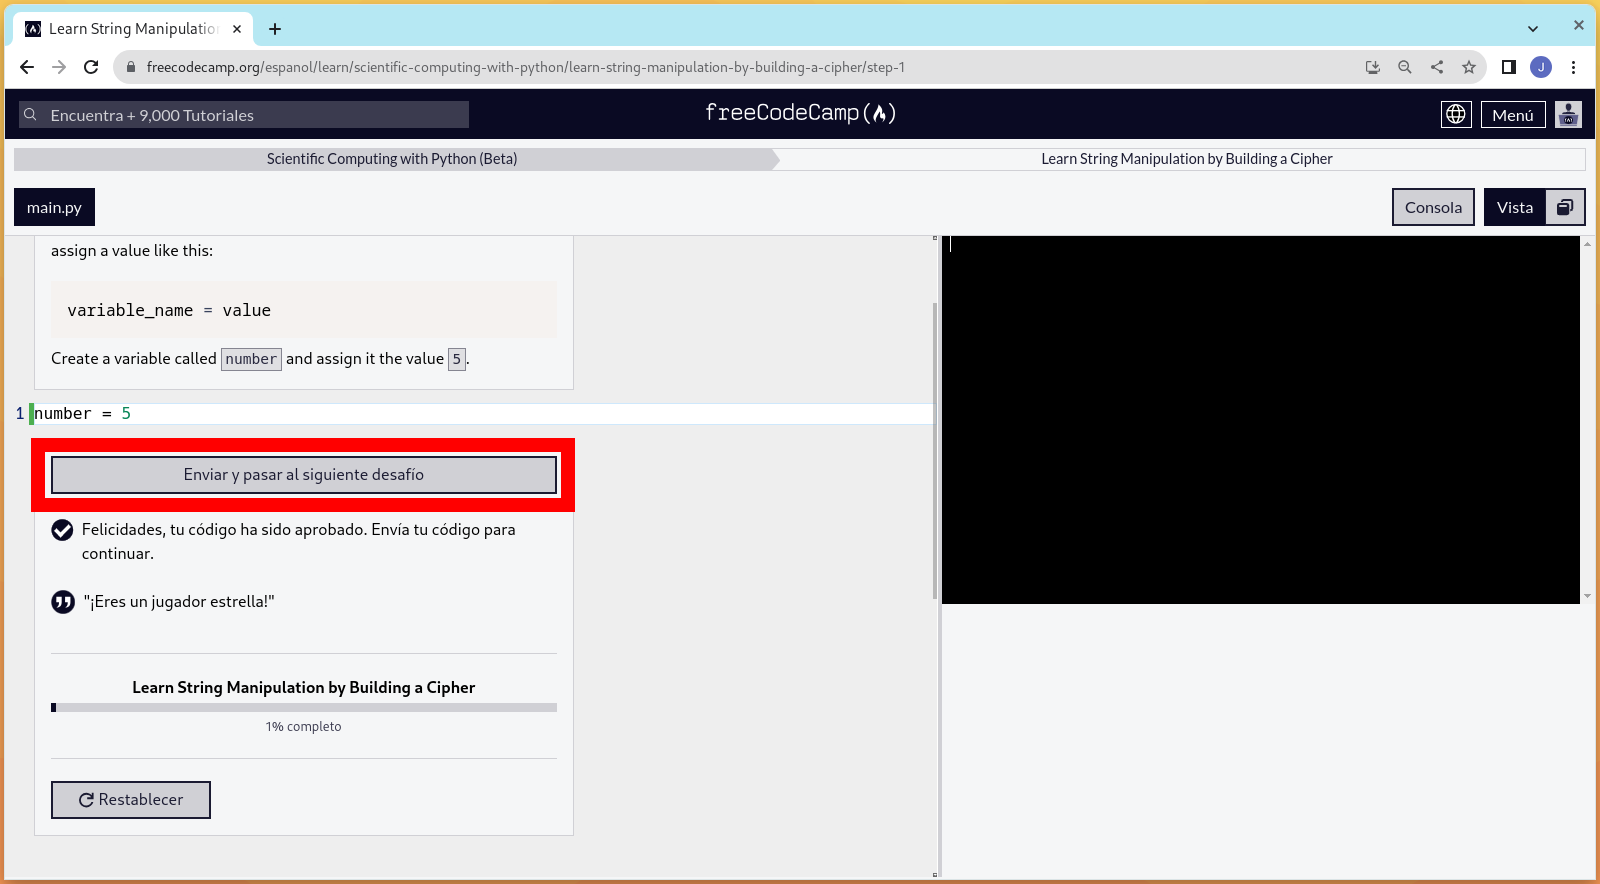 Learn String Manipulatio
freecodecamp.org/espanol/learn/scientific-computing-with-python/learn-string-manipulation-by-building-a-cipher/step-1
J
Encuentra + 9,000 Tutoriales
freeCodeCamp
Menú
Scientific Computing with Python (Beta)
Learn String Manipulation by Building a Cipher
main.py
Consola
Vista
assign a value like this:
variable_name = value
Create a variable called number and assign it the value 5.
1 number = 5
Enviar y pasar al siguiente desafío
Felicidades, tu código ha sido aprobado. Envía tu código para
continuar.
"¡Eres un jugador estrella!"
Learn String Manipulation by Building a Cipher
1% completo
Restablecer